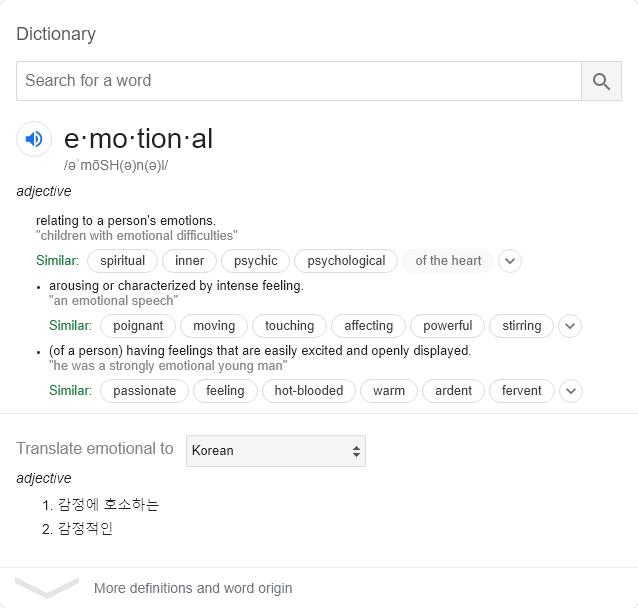 Dictionary
Search for a word
e·mo·tion·al
/əˈmōSH(ə)n(ə)l/
adjective
relating to a person's emotions.
"children with emotional difficulties"
Similar: spiritual inner psychic psychological of the heart
• arousing or characterized by intense feeling.
"an emotional speech"
Similar: poignant moving touching affecting powerful stirring
• (of a person) having feelings that are easily excited and openly displayed.
"he was a strongly emotional young man"
Similar: passionate feeling hot-blooded warm ardent fervent
Translate emotional to Korean
adjective
1. 감정에 호소하는
2. 감정적인
More definitions and word origin